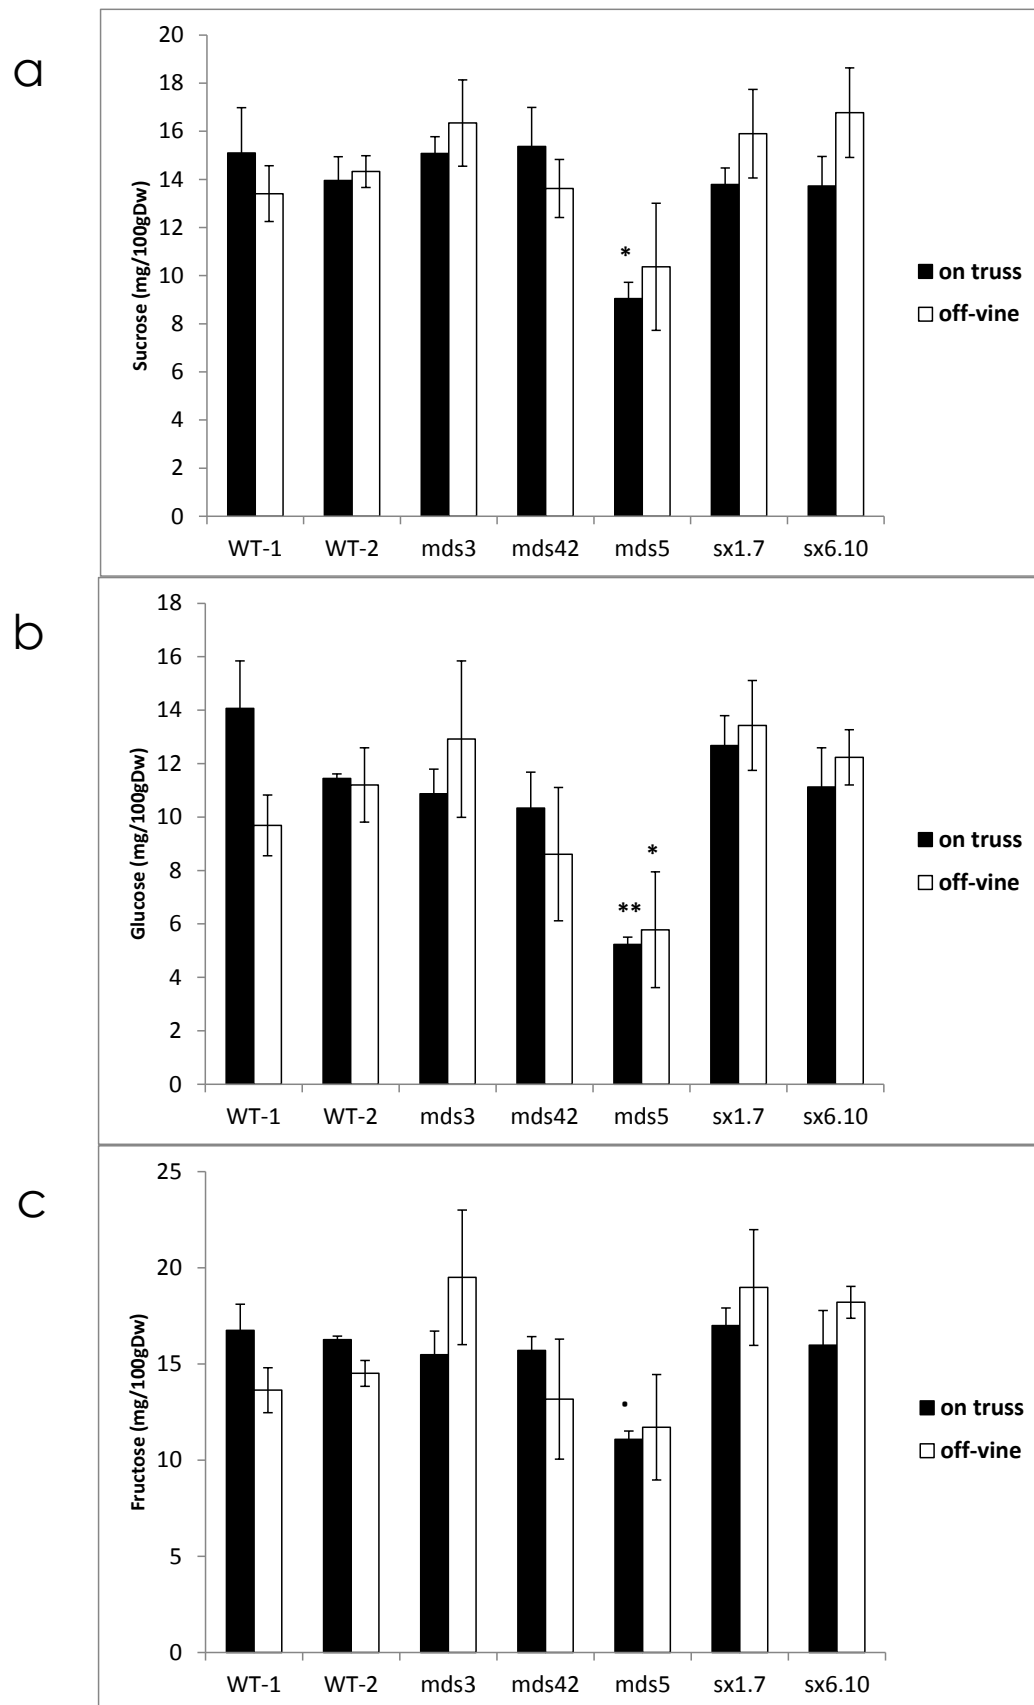 a
Sucrose (mg/100gDw)
20
18
16
14
12
10
8
6
4
2
0
*
WT-1 WT-2 mds3 mds42 mds5 sx1.7 sx6.10
on truss
off-vine
b
Glucose (mg/100gDw)
18
16
14
12
10
8
6
4
2
0
** *
WT-1 WT-2 mds3 mds42 mds5 sx1.7 sx6.10
on truss
off-vine
c
Fructose (mg/100gDw)
25
20
15
10
5
0
.
WT-1 WT-2 mds3 mds42 mds5 sx1.7 sx6.10
on truss
off-vine